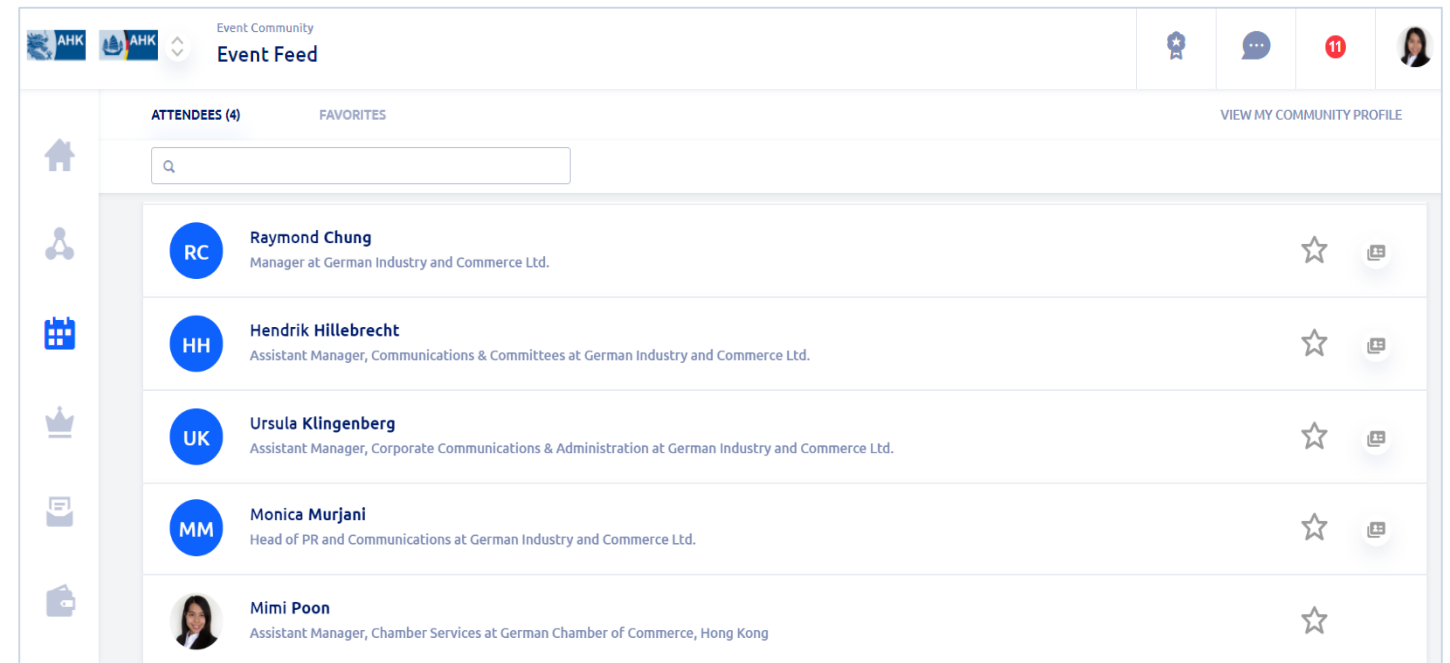 AHK
AHK
Event Community
Event Feed
11
ATTENDEES (4)
FAVORITES
VIEW MY COMMUNITY PROFILE
RC
Raymond Chung
Manager at German Industry and Commerce Ltd.
HH
Hendrik Hillebrecht
Assistant Manager, Communications & Committees at German Industry and Commerce Ltd.
UK
Ursula Klingenberg
Assistant Manager, Corporate Communications & Administration at German Industry and Commerce Ltd.
MM
Monica Murjani
Head of PR and Communications at German Industry and Commerce Ltd.
Mimi Poon
Assistant Manager, Chamber Services at German Chamber of Commerce, Hong Kong